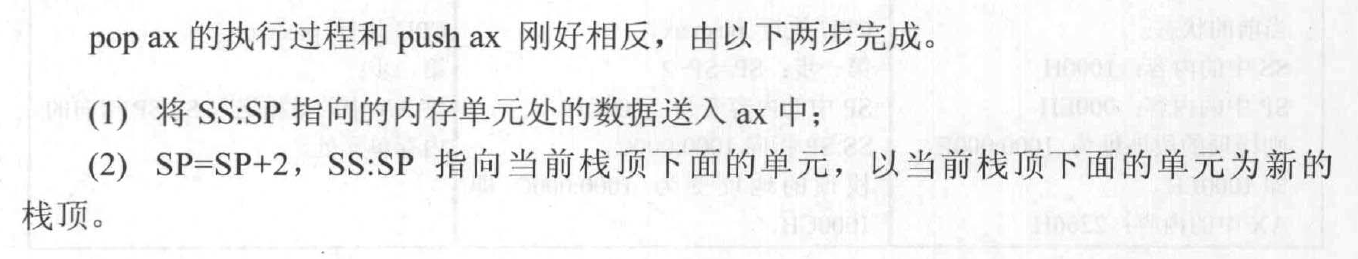 pop ax 的执行过程和 push ax 刚好相反，由以下两步完成。
(1) 将 SS:SP 指向的内存单元处的数据送入 ax 中；
(2) SP=SP+2，SS:SP 指向当前栈顶下面的单元，以当前栈顶下面的单元为新的
栈顶。